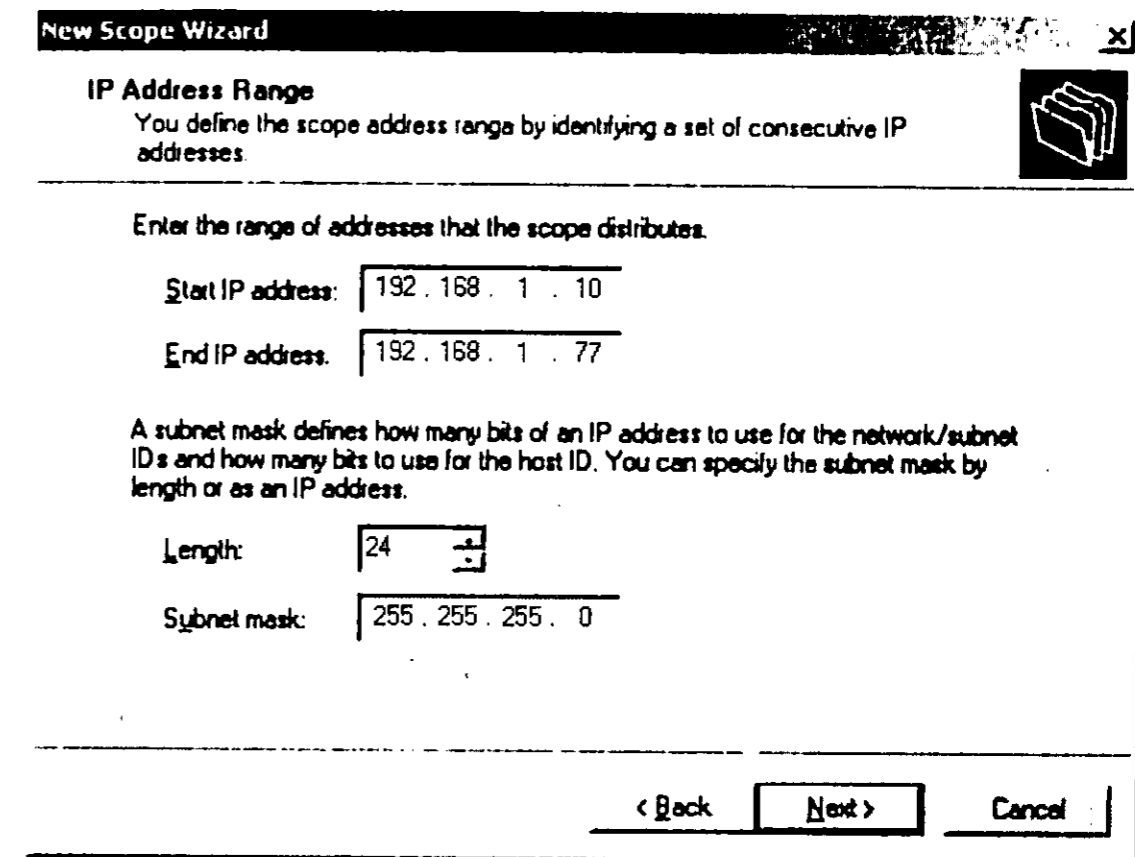 New Scope Wizard
IP Address Range
You define the scope address ranga by identifying a set of consecutive IP
addresses.
Enter the range of addresses that the scope distributes.
Start IP address: 192 . 168 . 1 . 10
End IP address. 192 . 168 . 1 . 77
A subnet mask defines how many bits of an IP address to use for the network/subnet
IDs and how many bits to use for the host ID. You can specify the subnet mask by
length or as an IP address.
Length: 24
Subnet mask: 255 . 255 . 255 . 0
< Back Next > Cancel